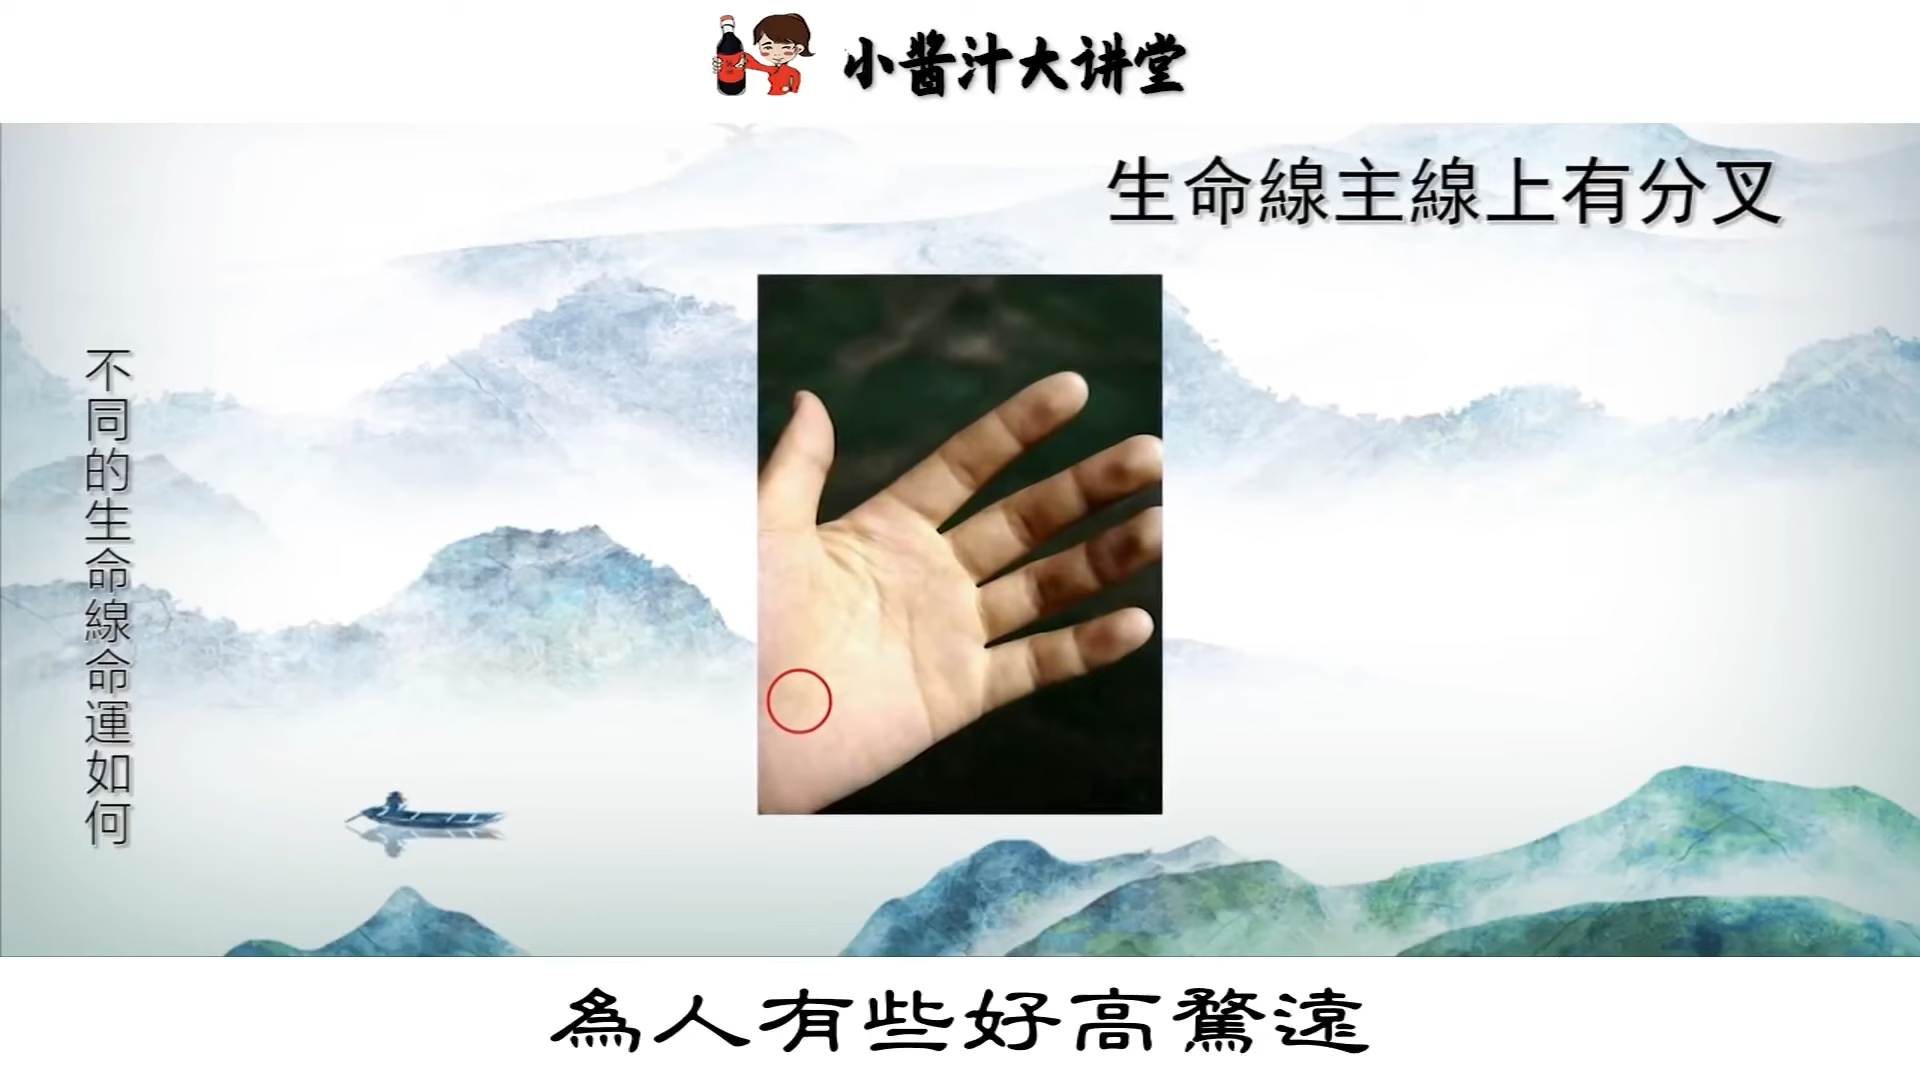 小醬汁大讲堂
生命線主線上有分叉
不同的生命線命運如何
為人有些好高騖遠